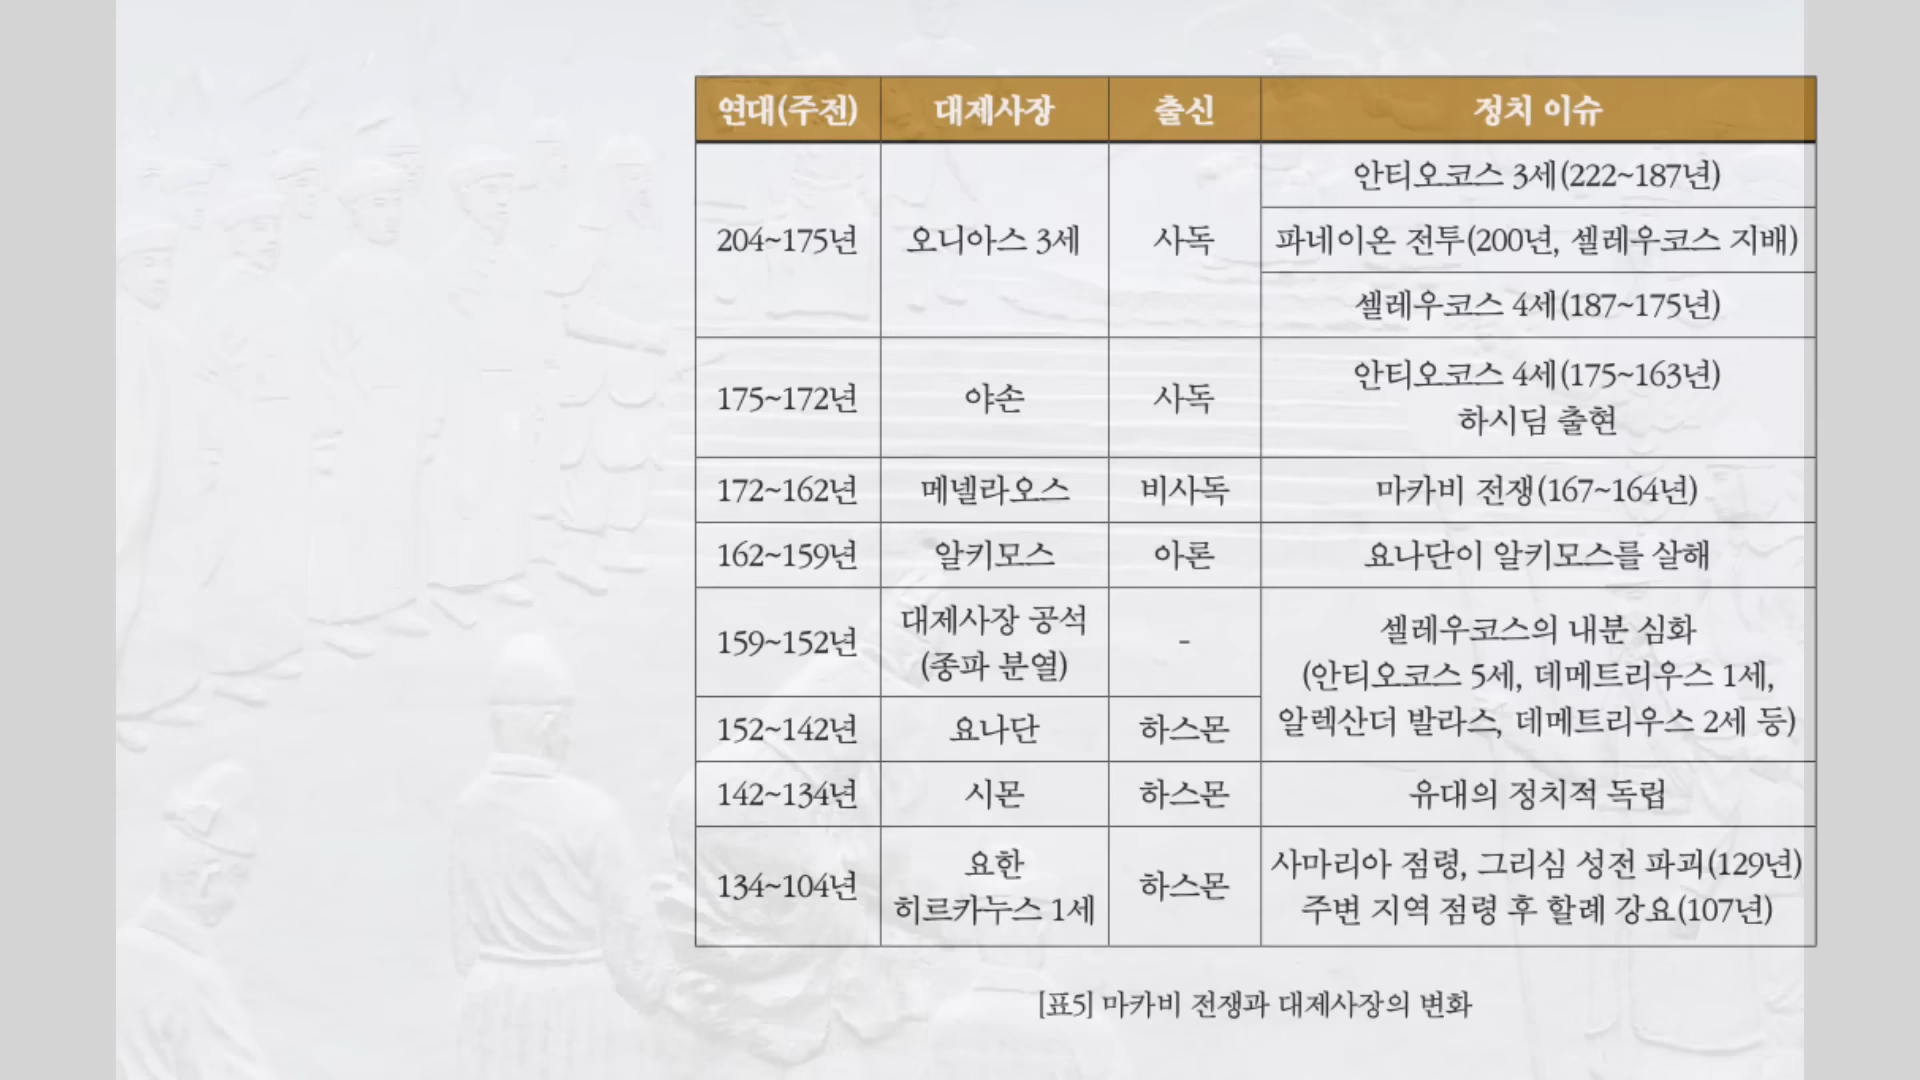 연대(주전) 대제사장 출신 정치 이슈
204~175년 오니아스 3세 사독 안티오코스 3세(222~187년)
파네이온 전투(200년, 셀레우코스 지배)
셀레우코스 4세(187~175년)
175~172년 야손 사독 안티오코스 4세(175~163년)
하시딤 출현
172~162년 메넬라오스 비사독 마카비 전쟁(167~164년)
162~159년 알키모스 아론 요나단이 알키모스를 살해
159~152년 대제사장 공석
(종파 분열)
-
셀레우코스의 내분 심화
(안티오코스 5세, 데메트리우스 1세,
알렉산더 발라스, 데메트리우스 2세 등)
152~142년 요나단 하스몬
142~134년 시몬 하스몬 유대의 정치적 독립
134~104년 요한
히르카누스 1세
하스몬
사마리아 점령, 그리심 성전 파괴(129년)
주변 지역 점령 후 할례 강요(107년)
[표5] 마카비 전쟁과 대제사장의 변화